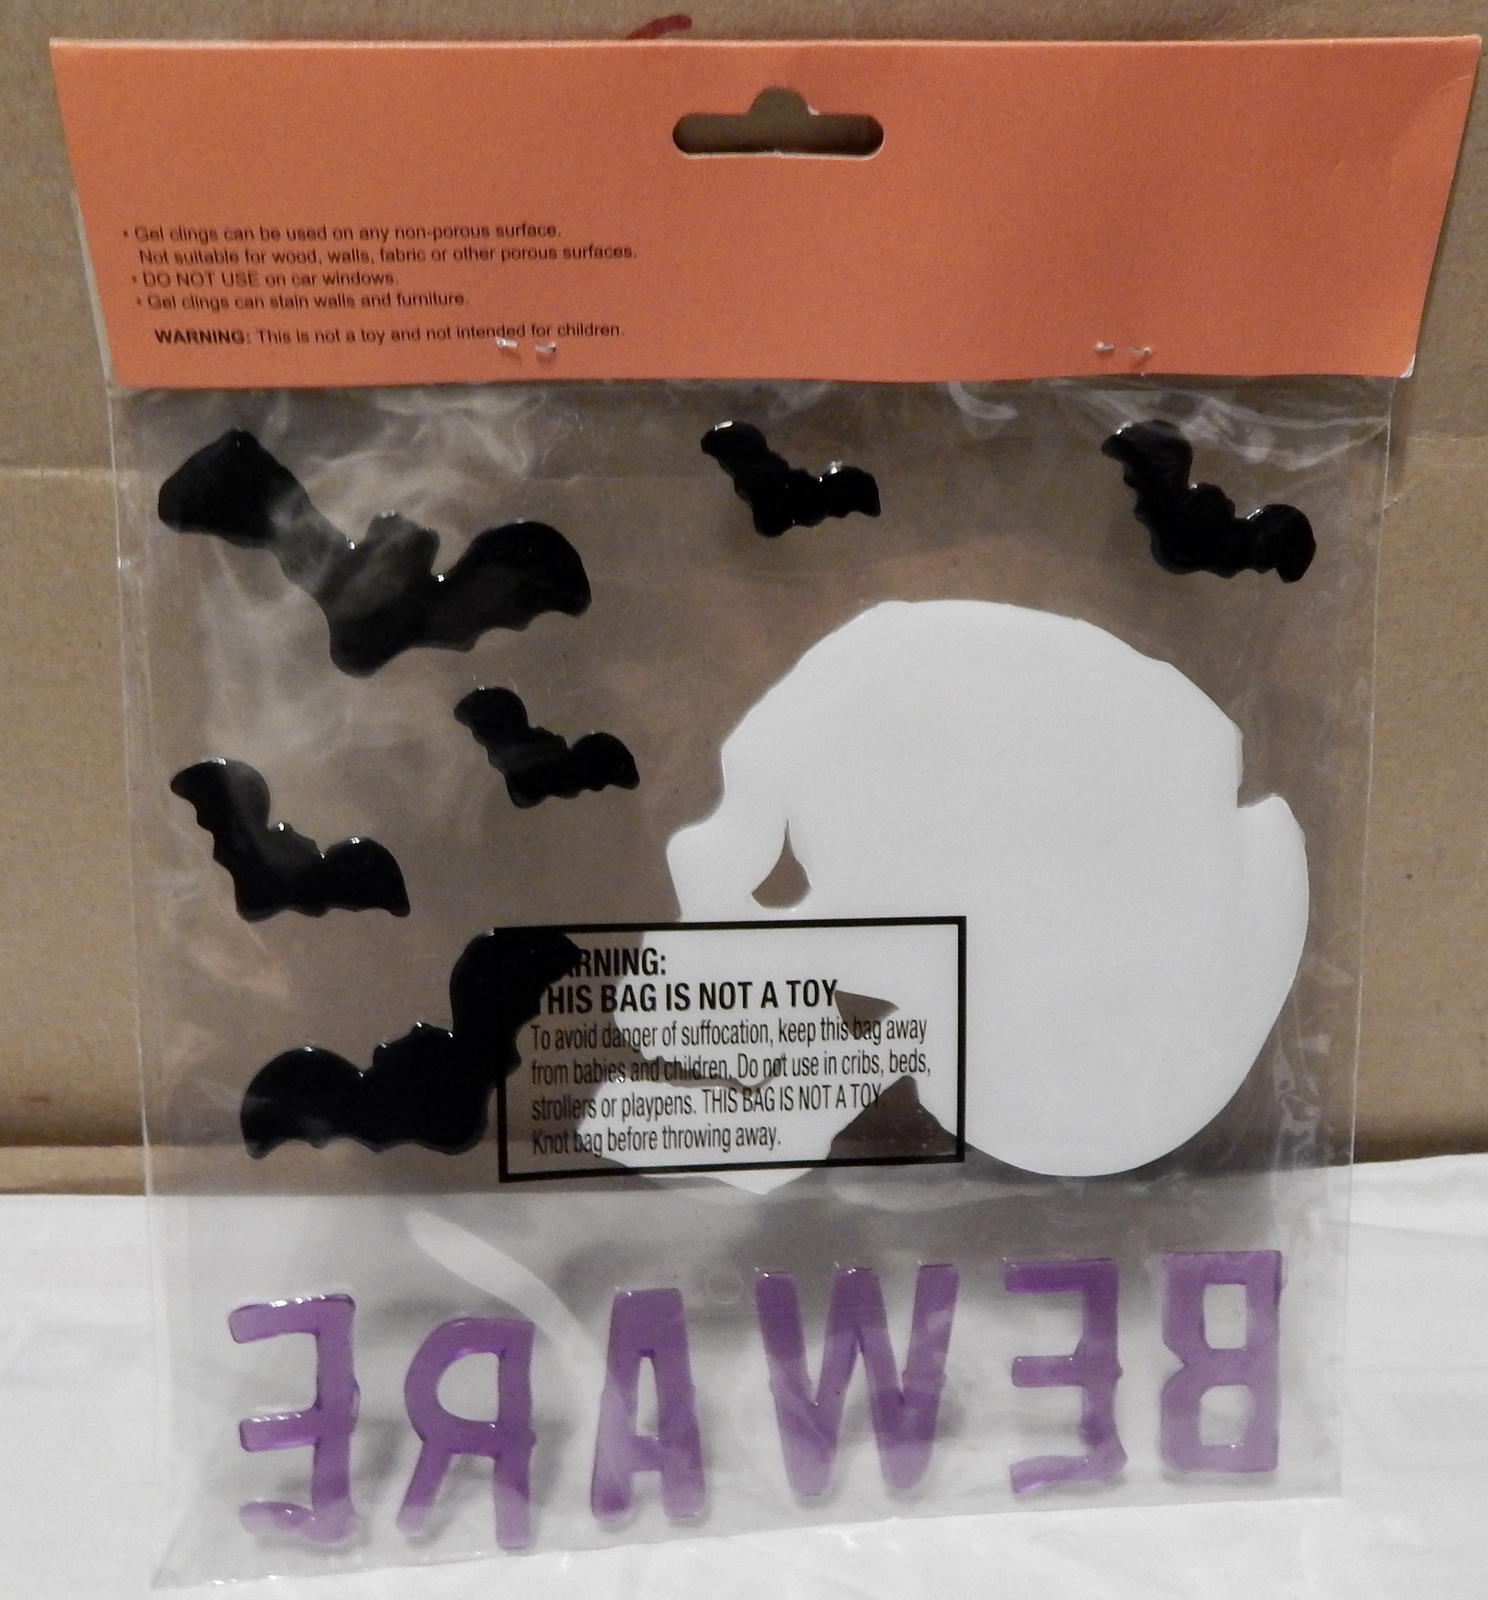 • Gel clings can be used on any non-porous surface.
Not suitable for wood, walls, fabric or other porous surfaces.
• DO NOT USE on car windows.
• Gel clings can stain walls and furniture.
WARNING: This is not a toy and not intended for children.
WARNING:
THIS BAG IS NOT A TOY
To avoid danger of suffocation, keep this bag away
from babies and children. Do not use in cribs, beds,
strollers or playpens. THIS BAG IS NOT A TOY.
Knot bag before throwing away.
BEWARE